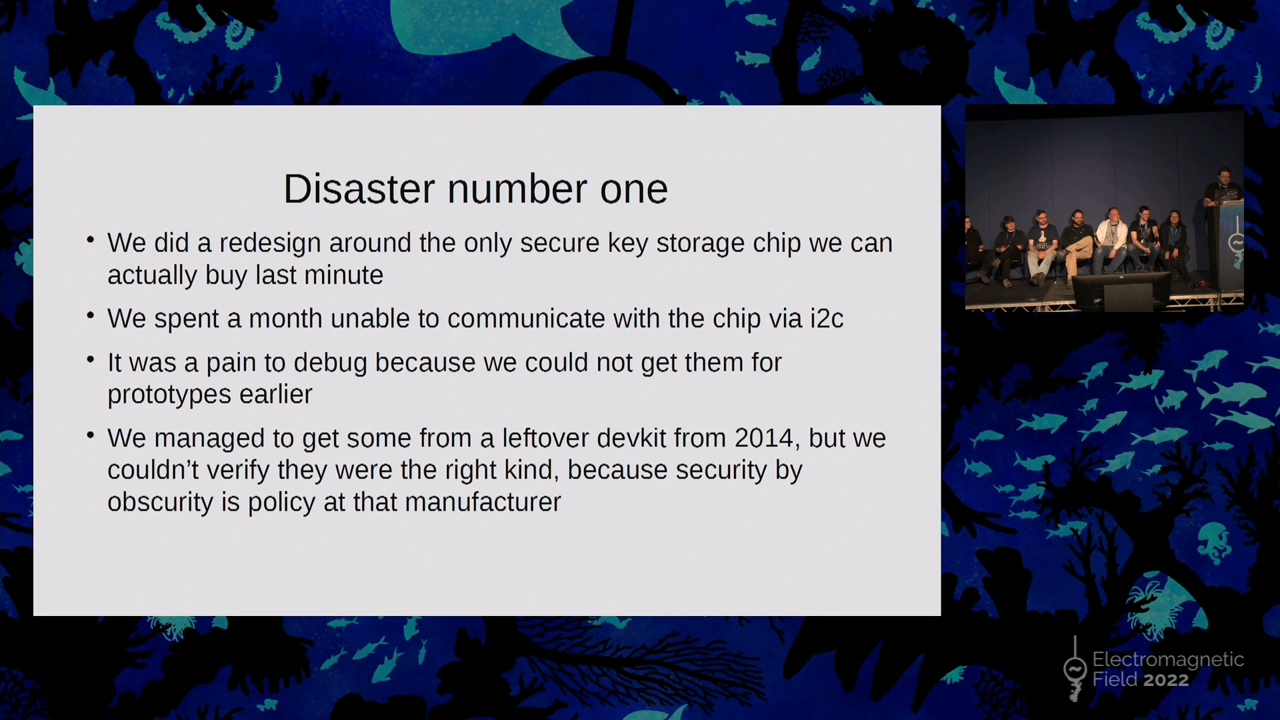 Disaster number one
• We did a redesign around the only secure key storage chip we can
actually buy last minute
• We spent a month unable to communicate with the chip via i2c
• It was a pain to debug because we could not get them for
prototypes earlier
• We managed to get some from a leftover devkit from 2014, but we
couldn’t verify they were the right kind, because security by
obscurity is policy at that manufacturer
Electromagnetic
Field 2022